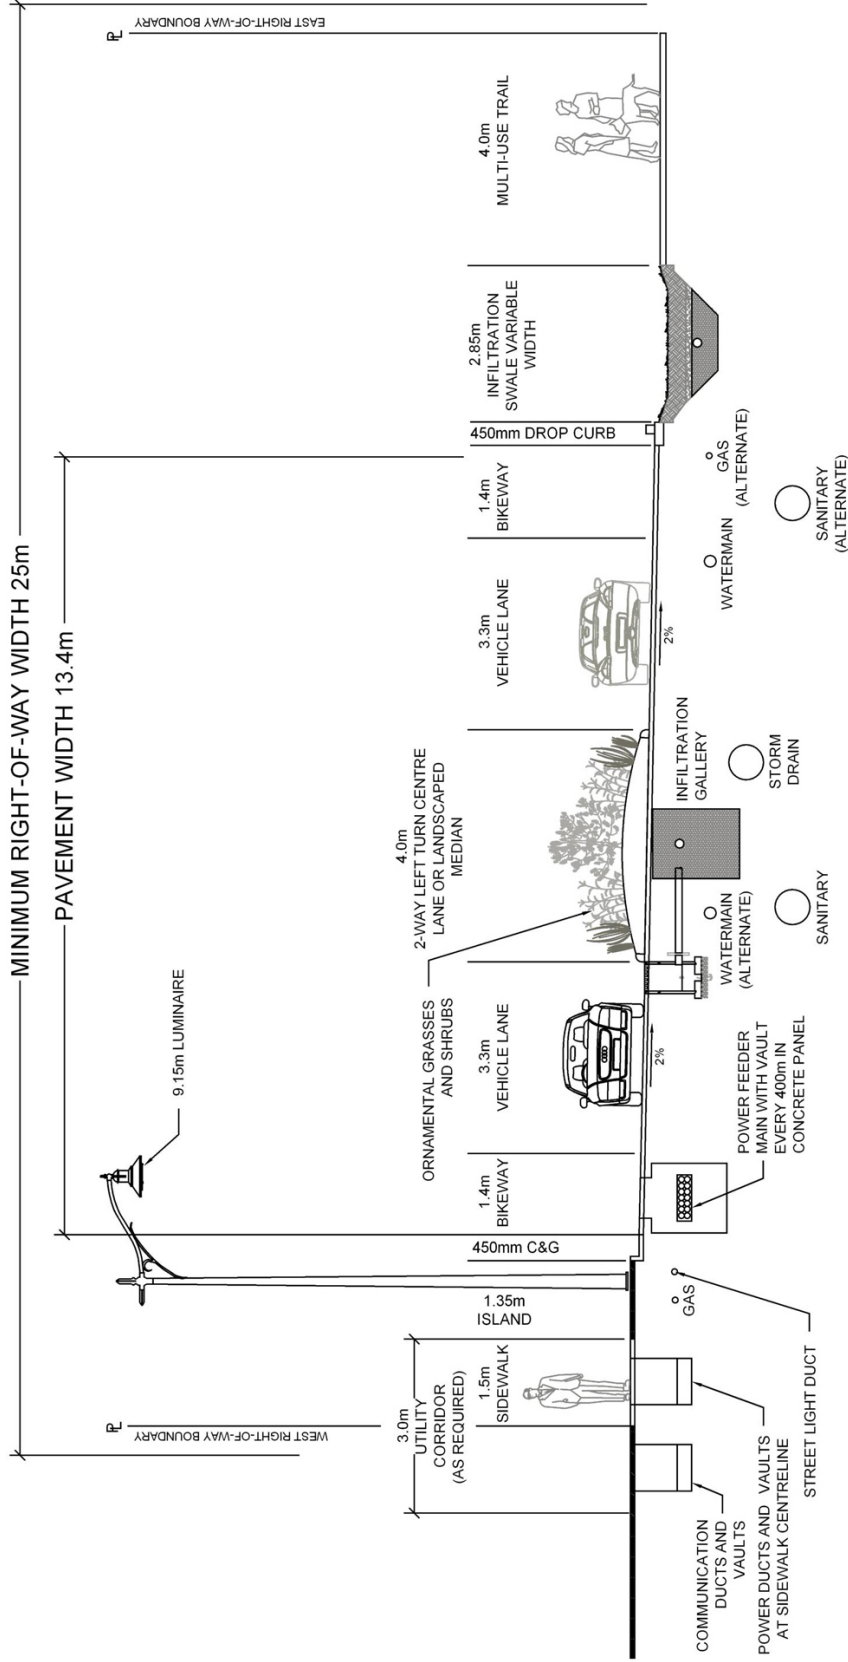 MINIMUM RIGHT-OF-WAY WIDTH 25m
PAVEMENT WIDTH 13.4m
PL
WEST RIGHT-OF-WAY BOUNDARY
PL
EAST RIGHT-OF-WAY BOUNDARY
9.15m LUMINAIRE
3.0m
UTILITY
CORRIDOR
(AS REQUIRED)
1.5m
SIDEWALK
1.35m
ISLAND
450mm C&G
1.4m
BIKEWAY
3.3m
VEHICLE LANE
ORNAMENTAL GRASSES
AND SHRUBS
4.0m
2-WAY LEFT TURN CENTRE
LANE OR LANDSCAPED
MEDIAN
3.3m
VEHICLE LANE
1.4m
BIKEWAY
450mm DROP CURB
2.85m
INFILTRATION
SWALE VARIABLE
WIDTH
4.0m
MULTI-USE TRAIL
2%
2%
COMMUNICATION
DUCTS AND
VAULTS
POWER DUCTS AND VAULTS
AT SIDEWALK CENTRELINE
STREET LIGHT DUCT
GAS
POWER FEEDER
MAIN WITH VAULT
EVERY 400m IN
CONCRETE PANEL
WATERMAIN
(ALTERNATE)
SANITARY
INFILTRATION
GALLERY
STORM
DRAIN
WATERMAIN
GAS
(ALTERNATE)
SANITARY
(ALTERNATE)